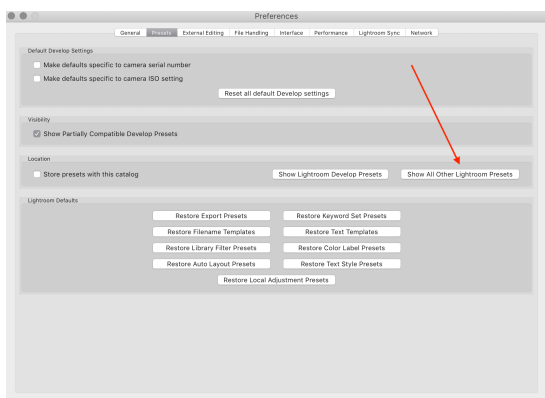 Preferences
General Presets External Editing File Handling Interface Performance Lightroom Sync Network
Default Develop Settings
Make defaults specific to camera serial number
Make defaults specific to camera ISO setting
Reset all default Develop settings
Visibility
Show Partially Compatible Develop Presets
Location
Store presets with this catalog Show Lightroom Develop Presets Show All Other Lightroom Presets
Lightroom Defaults
Restore Export Presets Restore Keyword Set Presets
Restore Filename Templates Restore Text Templates
Restore Library Filter Presets Restore Color Label Presets
Restore Auto Layout Presets Restore Text Style Presets
Restore Local Adjustment Presets